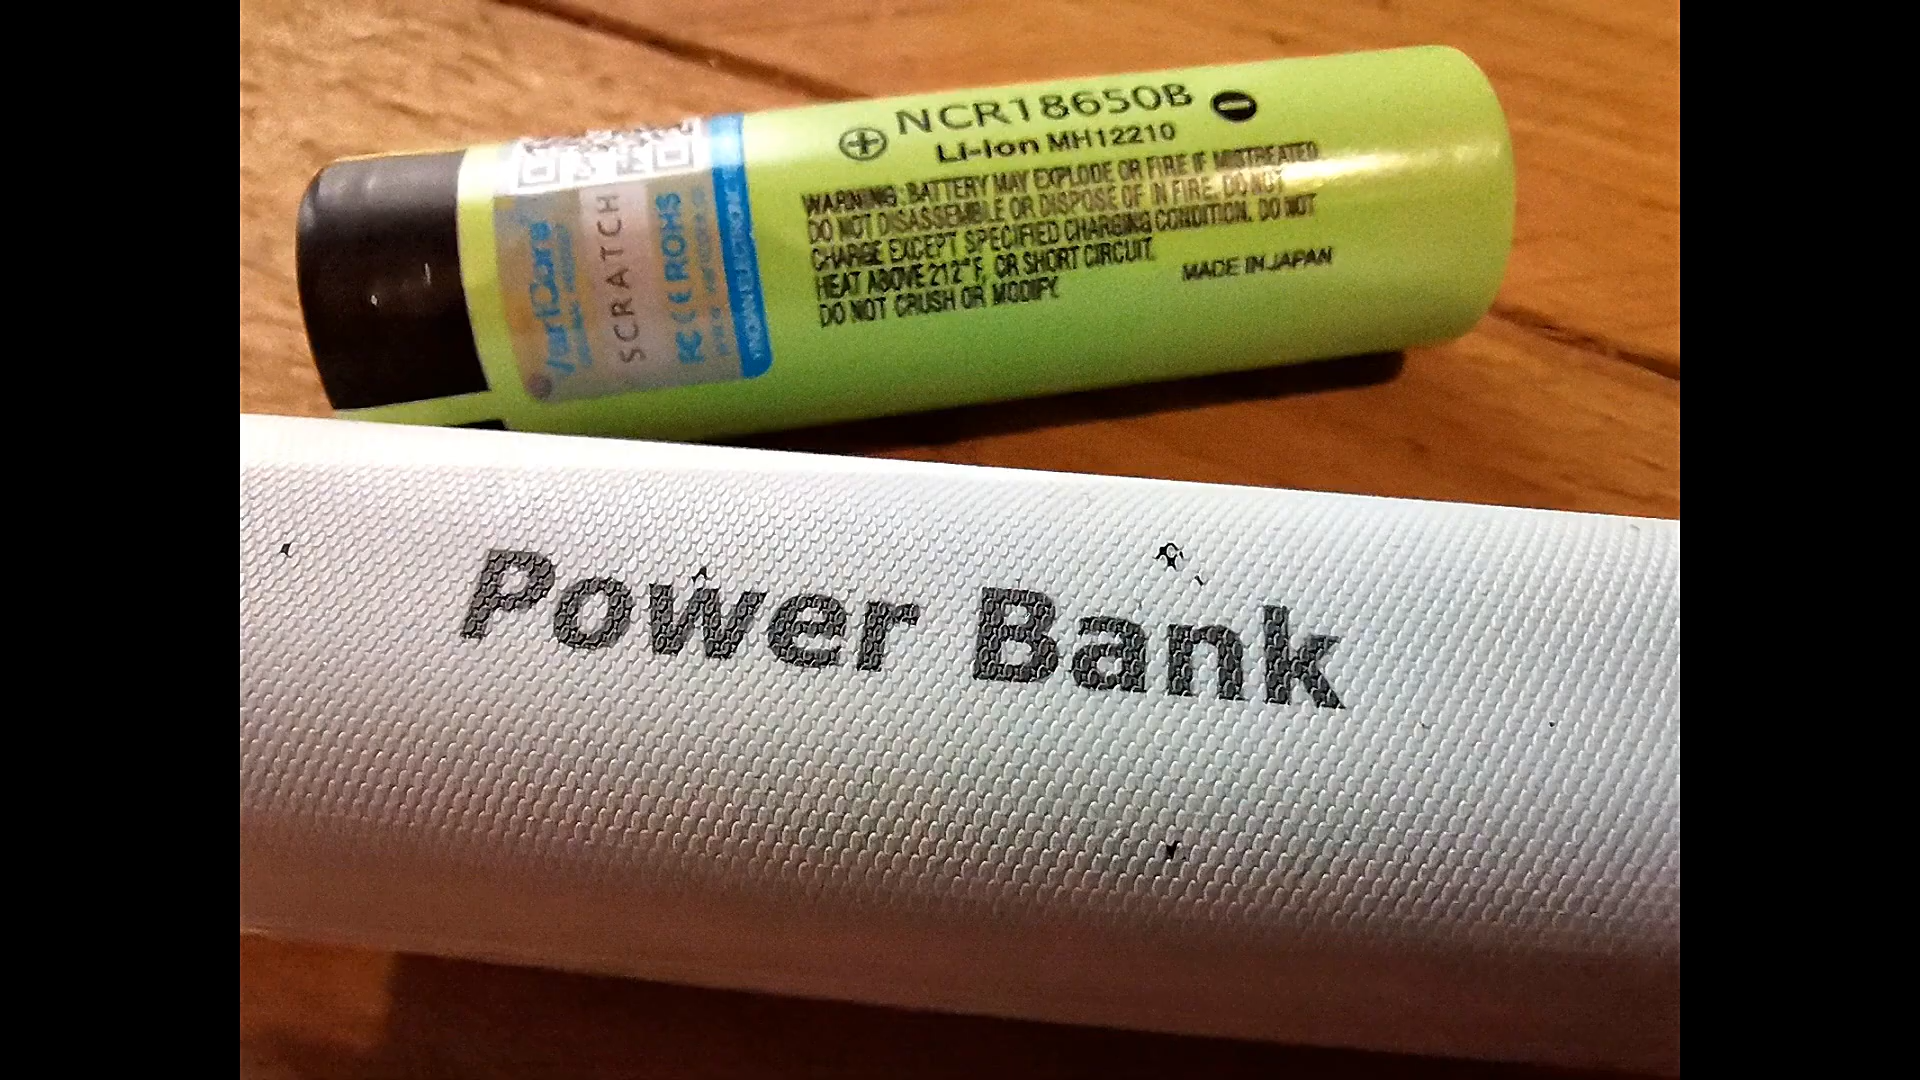 NCR18650B
Li-Ion MH12210
WARNING: BATTERY MAY EXPLODE OR FIRE IF MISTREATED.
DO NOT DISASSEMBLE OR DISPOSE OF IN FIRE. DO NOT
CHARGE EXCEPT SPECIFIED CHARGING CONDITION. DO NOT
HEAT ABOVE 212°F, OR SHORT CIRCUIT.
DO NOT CRUSH OR MODIFY.
MADE IN JAPAN
SCRATCH
FC CE ROHS
Power Bank